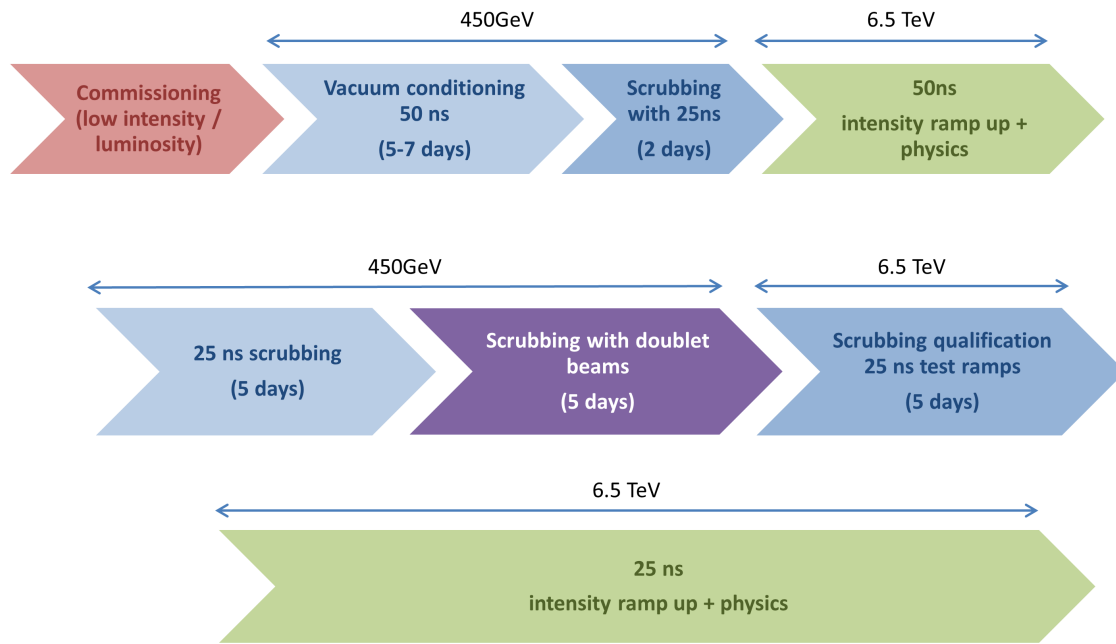 450GeV
6.5 TeV
Commissioning
(low intensity /
luminosity)
Vacuum conditioning
50 ns
(5-7 days)
Scrubbing
with 25ns
(2 days)
50ns
intensity ramp up +
physics
450GeV
6.5 TeV
25 ns scrubbing
(5 days)
Scrubbing with doublet
beams
(5 days)
Scrubbing qualification
25 ns test ramps
(5 days)
6.5 TeV
25 ns
intensity ramp up + physics